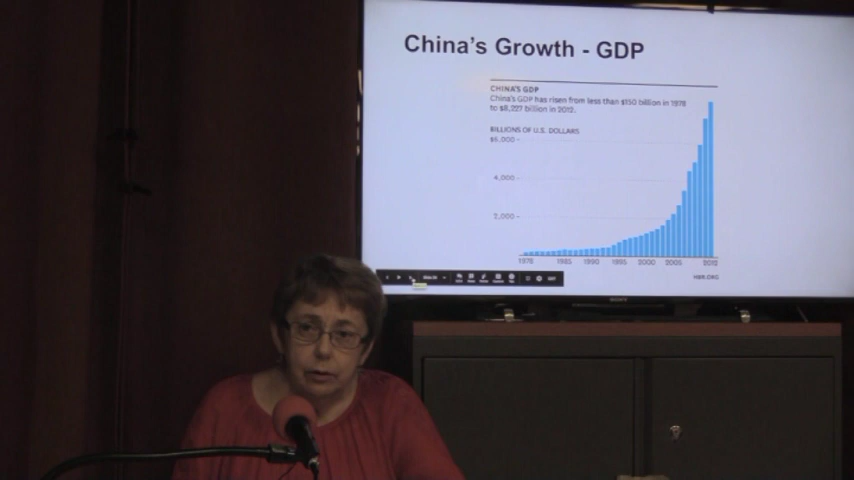 China's Growth - GDP
CHINA'S GDP
China's GDP has risen from less than $150 billion in 1978
to $8,227 billion in 2012.
BILLIONS OF U.S. DOLLARS
$6,000
4,000
2,000
1978 1985 1990 1995 2000 2005 2012
HBR.ORG
SONY